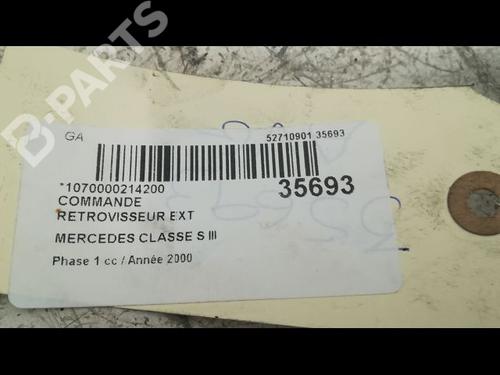 B-PARTS
GA
52710901 35693
*1070000214200
35693
COMMANDE
RETROVISSEUR EXT
MERCEDES CLASSE S III
Phase 1 cc / Année 2000